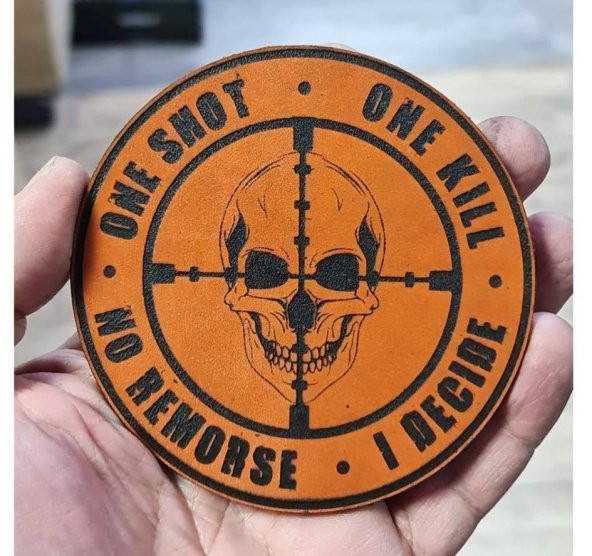 ONE SHOT • ONE KILL
NO REMORSE • I DECIDE